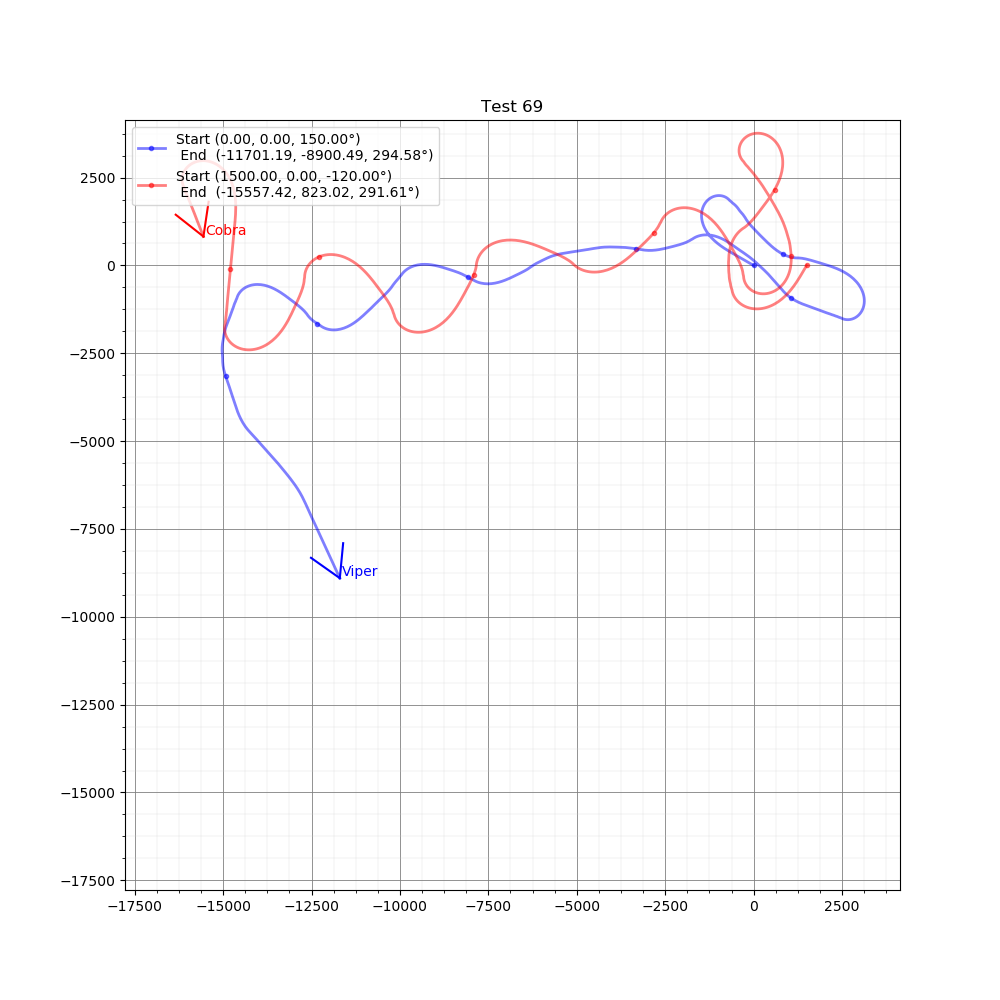 Test 69
Start (0.00, 0.00, 150.00°)
End (-11701.19, -8900.49, 294.58°)
Start (1500.00, 0.00, -120.00°)
End (-15557.42, 823.02, 291.61°)
Cobra
Viper
2500
0
−2500
−5000
−7500
−10000
−12500
−15000
−17500
−17500 −15000 −12500 −10000 −7500 −5000 −2500 0 2500